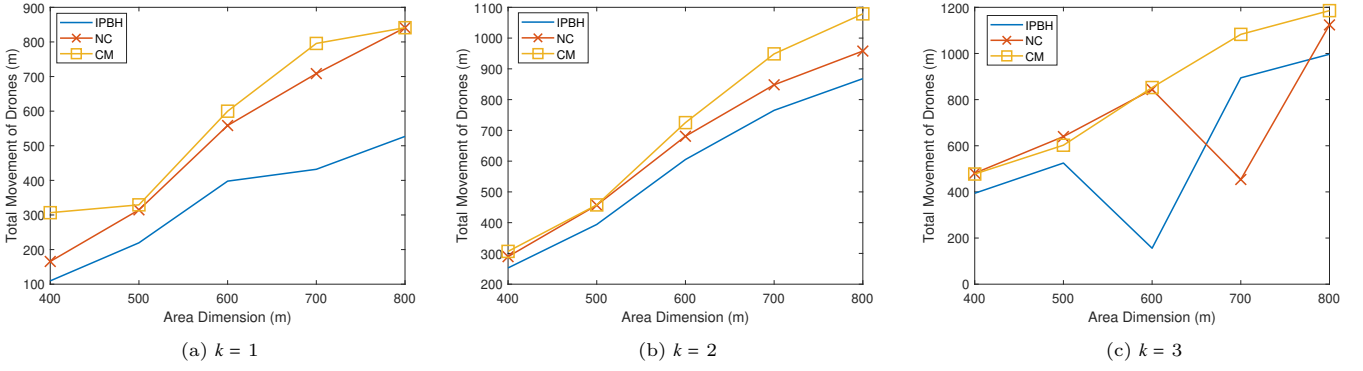 Total Movement of Drones (m)
900
800
700
600
500
400
300
200
100
IPBH
NC
CM
400 500 600 700 800
Area Dimension (m)
(a) k = 1
Total Movement of Drones (m)
1100
1000
900
800
700
600
500
400
300
200
IPBH
NC
CM
400 500 600 700 800
Area Dimension (m)
(b) k = 2
Total Movement of Drones (m)
1200
1000
800
600
400
200
0
IPBH
NC
CM
400 500 600 700 800
Area Dimension (m)
(c) k = 3